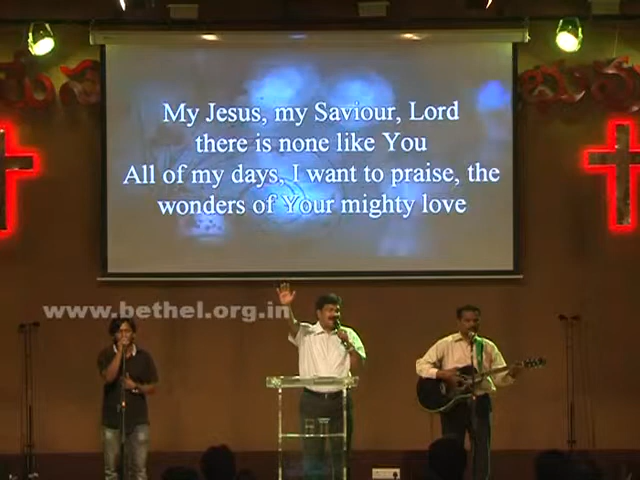 My Jesus, my Saviour, Lord
there is none like You
All of my days, I want to praise, the
wonders of Your mighty love
www.bethel.org.in